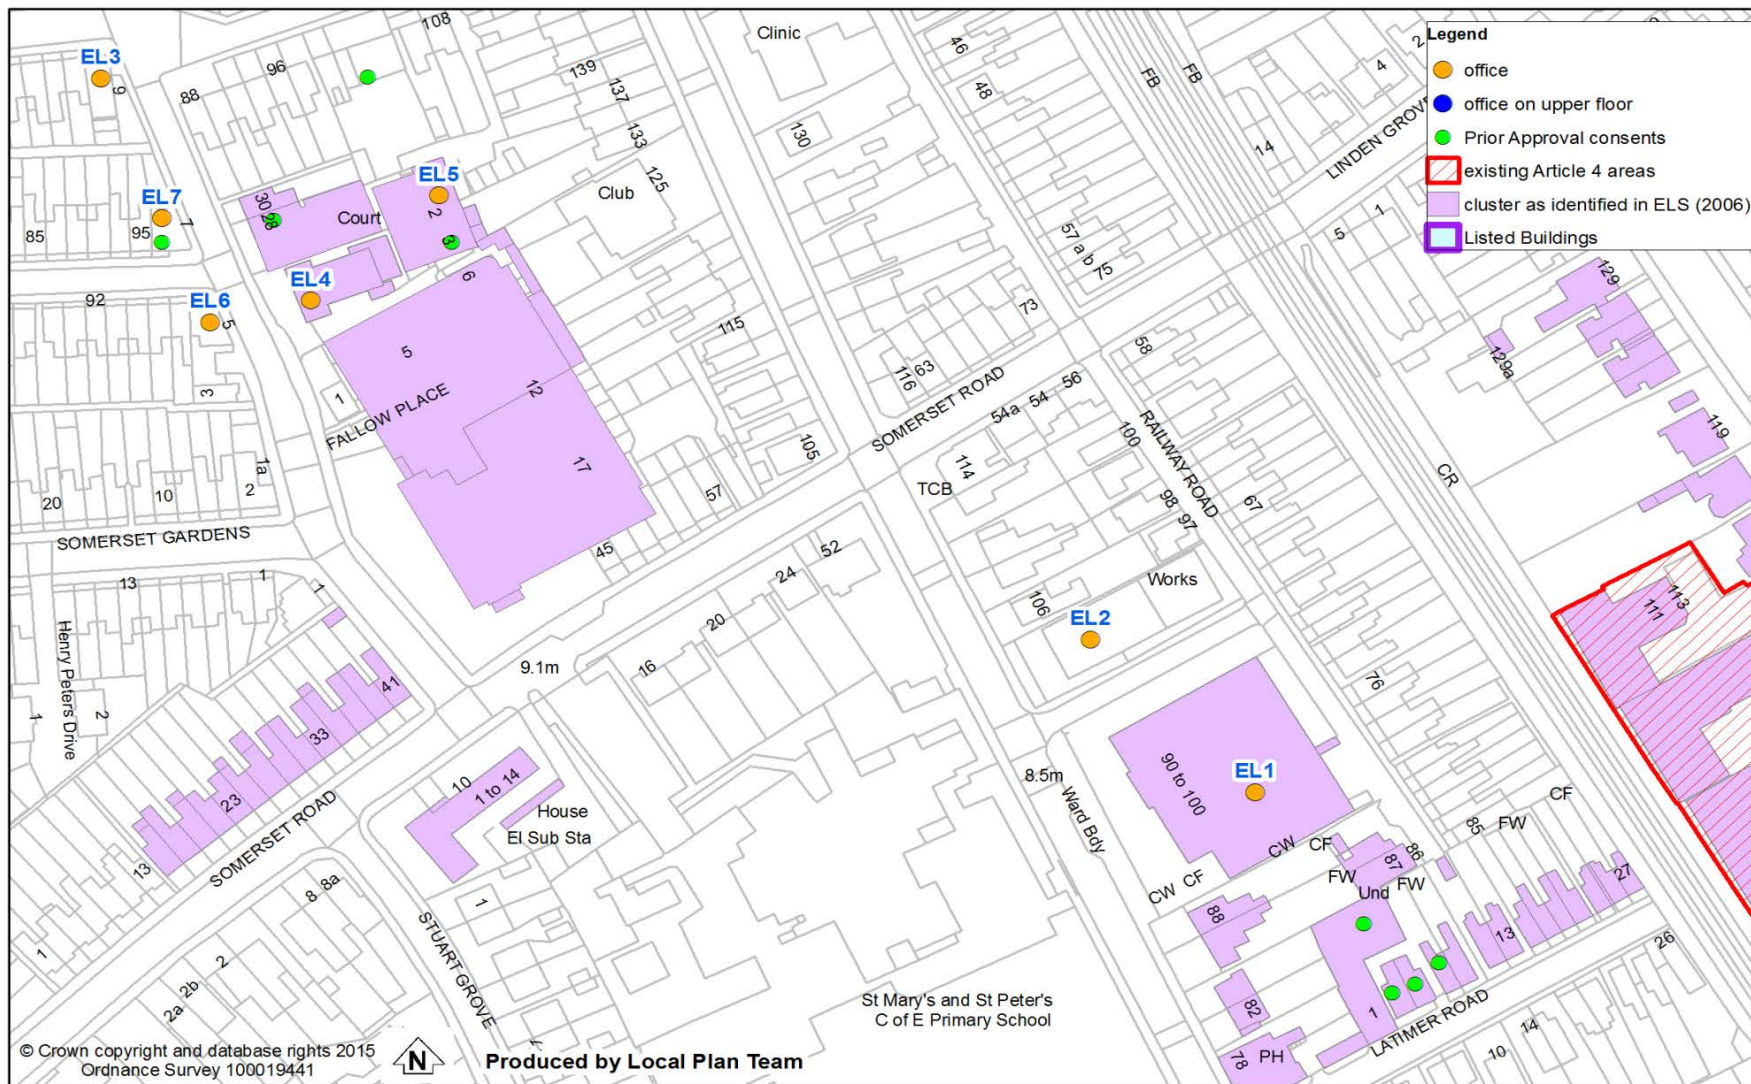 108
Clinic
46
48
FB
FB
2
4
14
LINDEN GROVE
Legend
office
office on upper floor
Prior Approval consents
existing Article 4 areas
cluster as identified in ELS (2006)
Listed Buildings
EL3
9
96
88
139
137
133
130
125
Club
EL5
2
3
EL7
7
95
85
30
28
Court
57 a b
75
5
1
EL4
6
EL6
5
92
5
3
1
FALLOW PLACE
12
17
115
116
63
73
58
SOMERSET ROAD
54a
54
56
100
RAILWAY ROAD
129
129a
119
CR
105
TCB
114
98
97
67
57
45
1a
2
20
10
SOMERSET GARDENS
13
1
1
Henry Peters Drive
1
2
52
24
20
16
9.1m
106
Works
EL2
111
113
76
41
33
23
13
SOMERSET ROAD
10
1 to 14
House
El Sub Sta
8.5m
Ward Bdy
90 to 100
EL1
CF
FW
85
CW
CF
86
87
FW
FW
Und
CW
CF
88
82
78
PH
1
13
27
26
LATIMER ROAD
14
10
8
8a
2
2b
2a
1
1
STUART GROVE
St Mary's and St Peter's
C of E Primary School
© Crown copyright and database rights 2015
Ordnance Survey 100019441
N
Produced by Local Plan Team